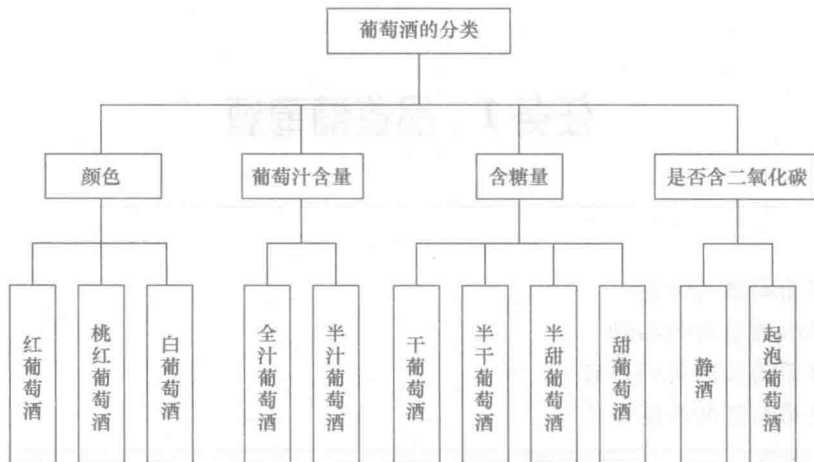 葡萄酒的分类
颜色
葡萄汁含量
含糖量
是否含二氧化碳
红葡萄酒
桃红葡萄酒
白葡萄酒
全汁葡萄酒
半汁葡萄酒
干葡萄酒
半干葡萄酒
半甜葡萄酒
甜葡萄酒
静酒
起泡葡萄酒